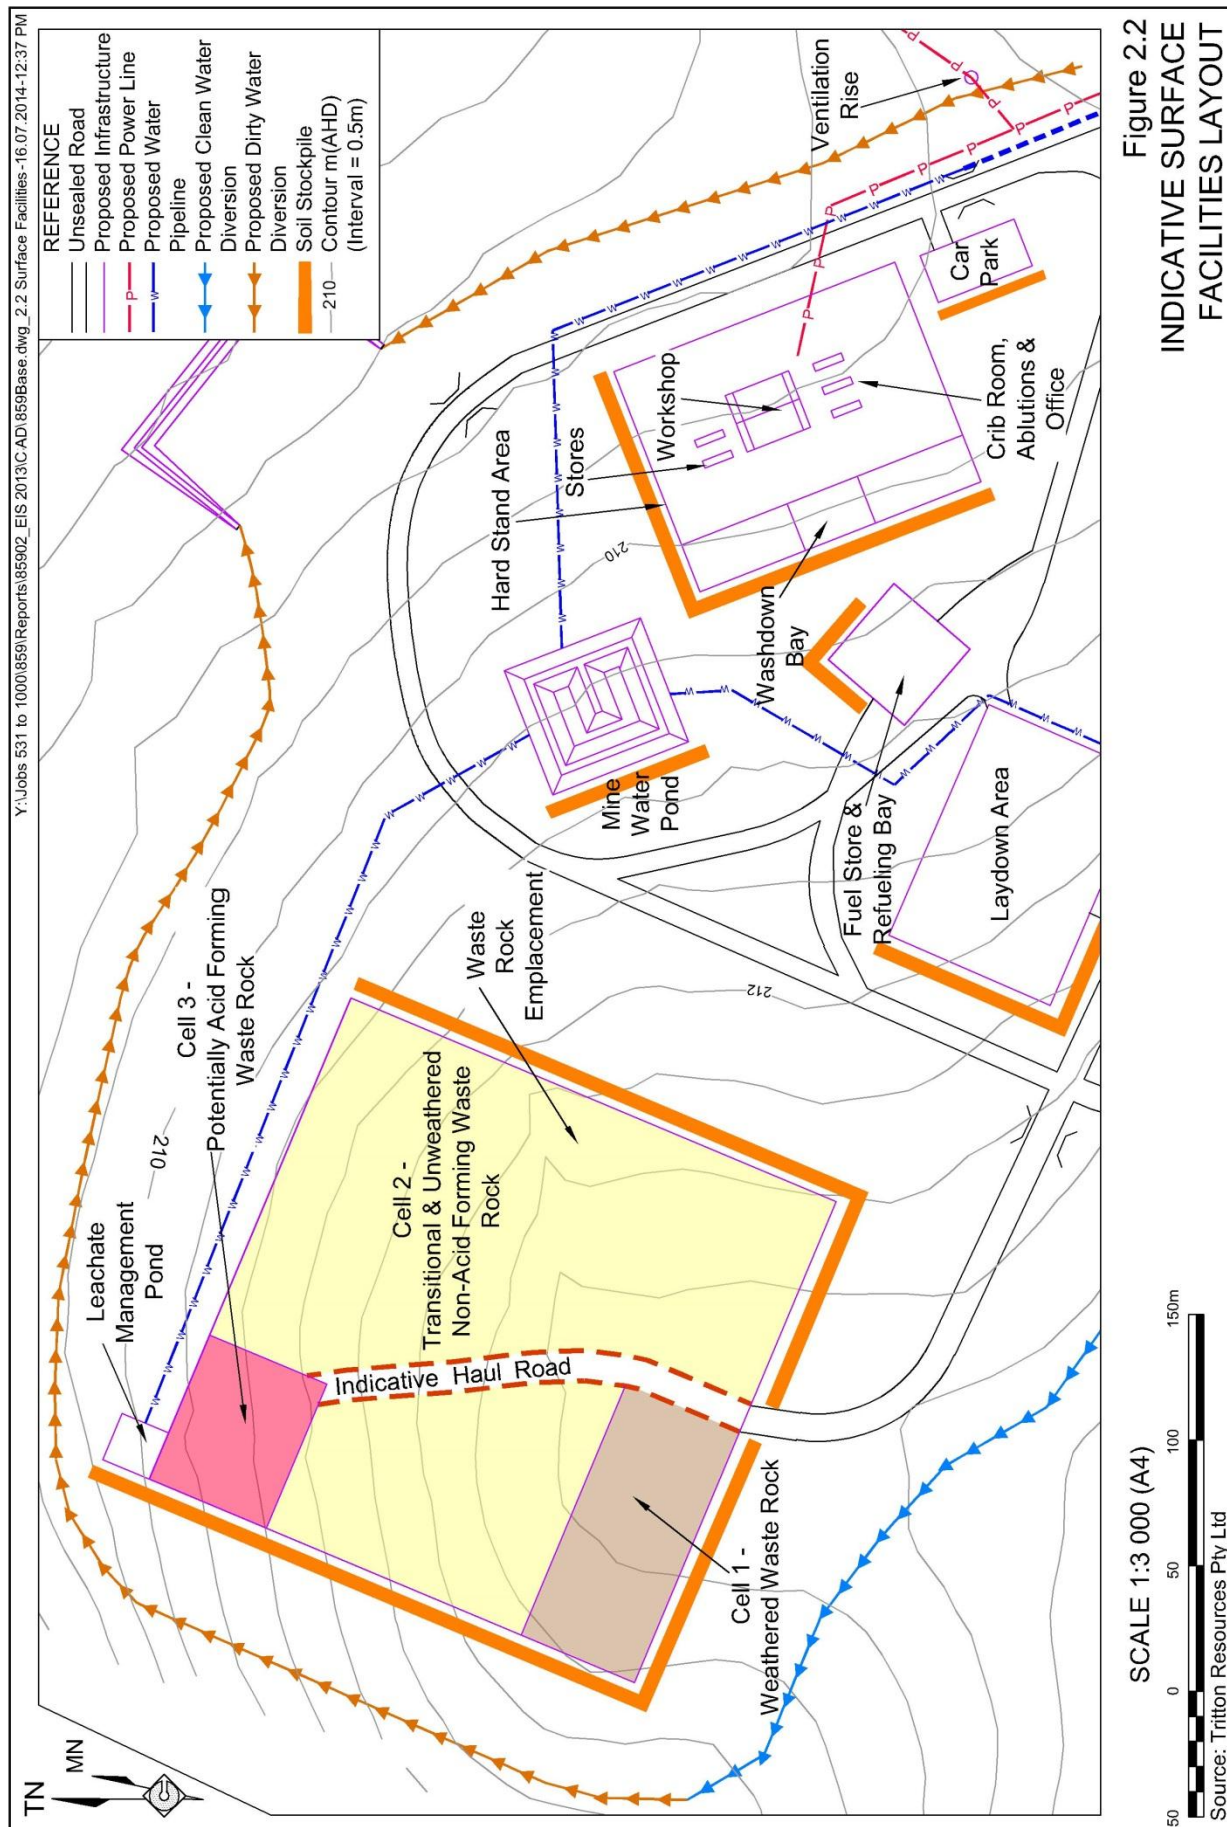 Y:\Jobs 531 to 1000\859\Reports\85902_EIS 2013\CAD\859Base.dwg_2.2 Surface Facilities-16.07.2014-12:37 PM
TN
MN
REFERENCE
Unsealed Road
Proposed Infrastructure
P
Proposed Power Line
W
Proposed Water
Pipeline
Proposed Clean Water
Diversion
Proposed Dirty Water
Diversion
Soil Stockpile
210
Contour m(AHD)
(Interval = 0.5m)
Leachate
Management
Pond
210
Cell 3 -
Potentially Acid Forming
Waste Rock
Cell 2 -
Transitional & Unweathered
Non-Acid Forming Waste
Rock
Indicative Haul Road
Cell 1 -
Weathered Waste Rock
Waste
Rock
Emplacement
212
Mine
Water
Pond
Hard Stand Area
Stores
Workshop
210
Washdown
Bay
Fuel Store &
Refueling Bay
Laydown Area
Crib Room,
Ablutions &
Office
Car
Park
Ventilation
Rise
SCALE 1:3 000 (A4)
50
0
50
100
150m
Source: Tritton Resources Pty Ltd
Figure 2.2
INDICATIVE SURFACE
FACILITIES LAYOUT